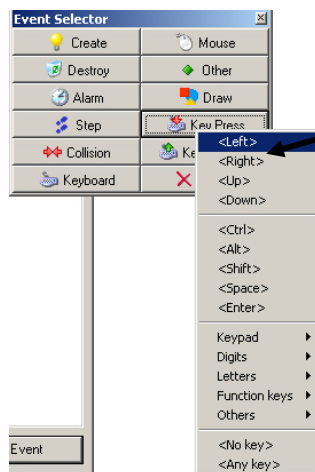 Event Selector
Create
Mouse
Destroy
Other
Alarm
Draw
Step
Key Press
Collision
Ke
Keyboard
<Left>
<Right>
<Up>
<Down>
<Ctrl>
<Alt>
<Shift>
<Space>
<Enter>
Keypad
Digits
Letters
Function keys
Others
<No key>
<Any key>
Event